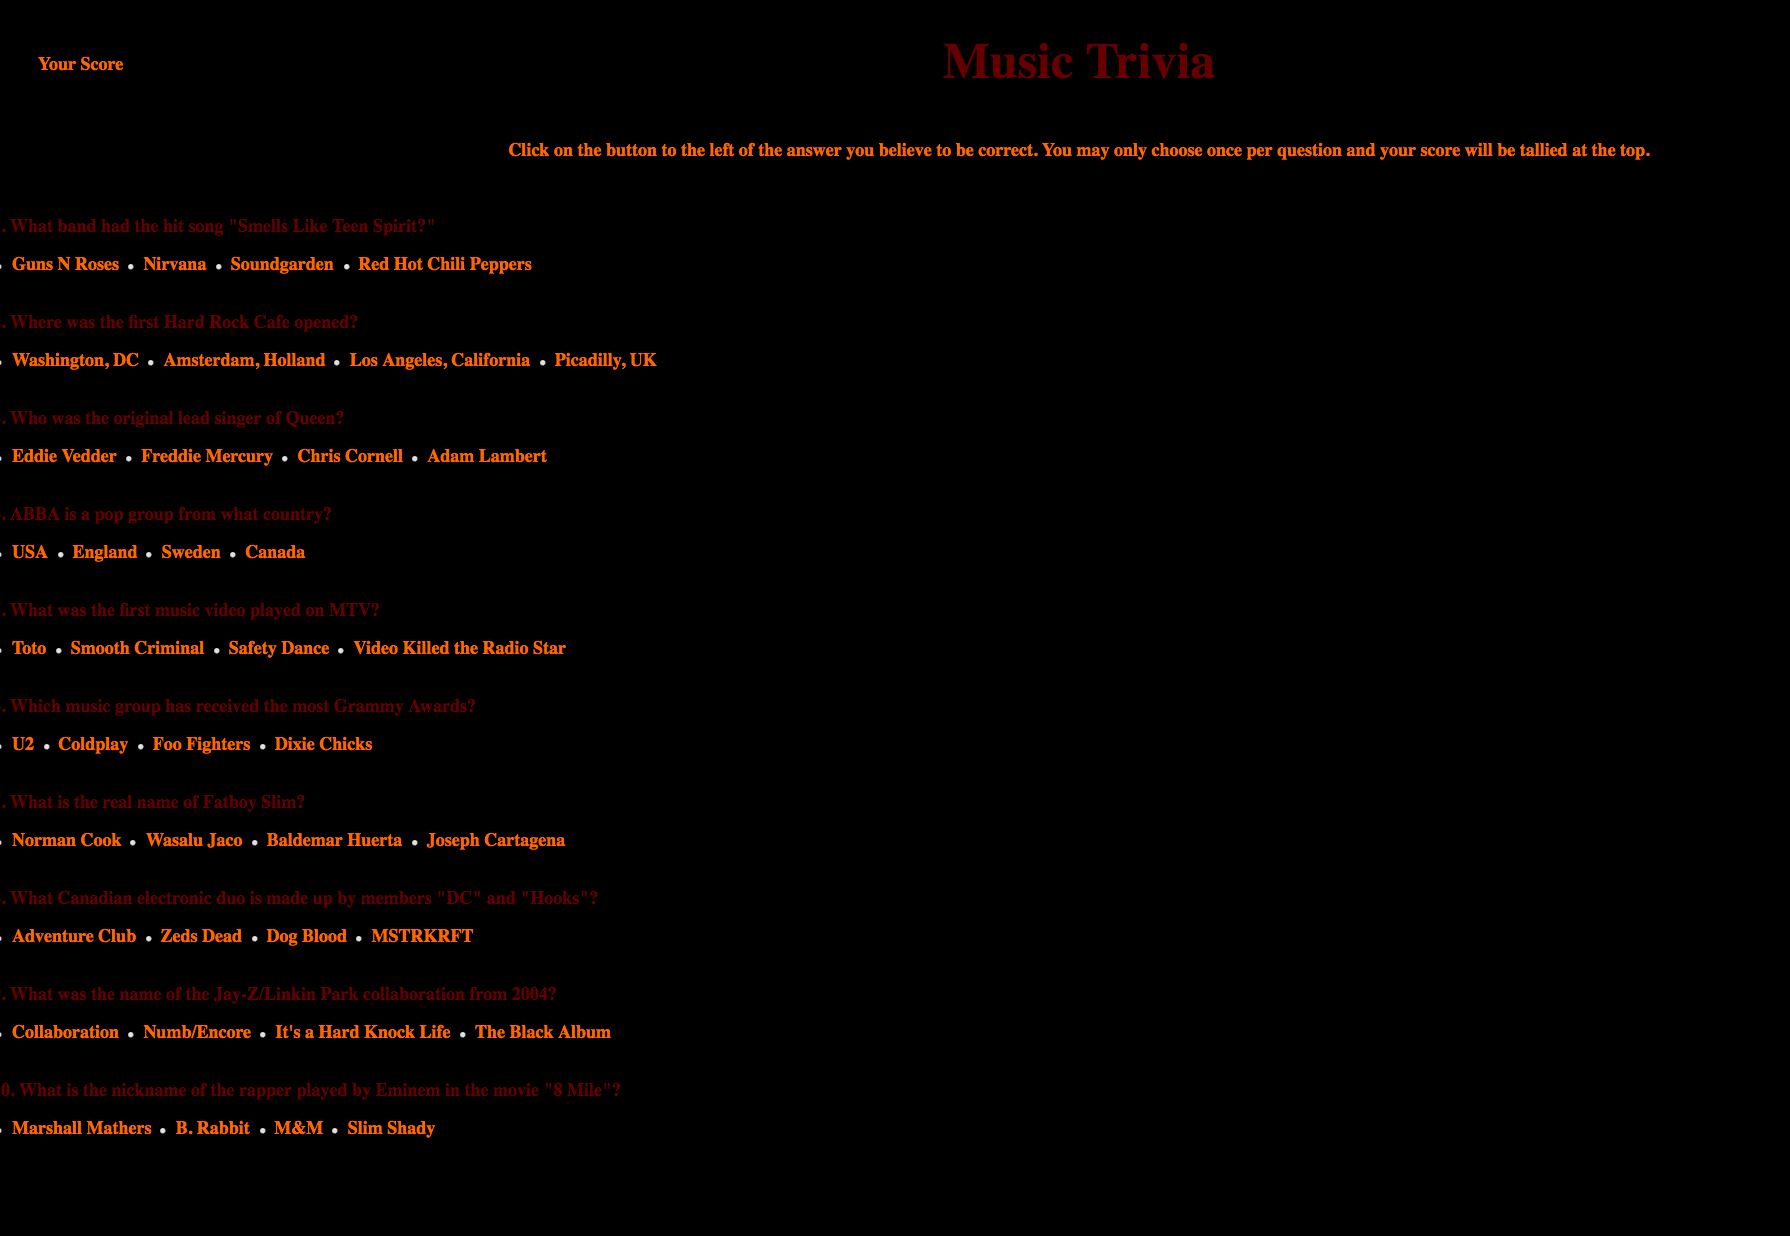 Your Score
Music Trivia
Click on the button to the left of the answer you believe to be correct. You may only choose once per question and your score will be tallied at the top.
. What band had the hit song "Smells Like Teen Spirit?"
Guns N Roses • Nirvana • Soundgarden • Red Hot Chili Peppers
. Where was the first Hard Rock Cafe opened?
Washington, DC • Amsterdam, Holland • Los Angeles, California • Picadilly, UK
. Who was the original lead singer of Queen?
Eddie Vedder • Freddie Mercury • Chris Cornell • Adam Lambert
. ABBA is a pop group from what country?
USA • England • Sweden • Canada
. What was the first music video played on MTV?
Toto • Smooth Criminal • Safety Dance • Video Killed the Radio Star
. Which music group has received the most Grammy Awards?
U2 • Coldplay • Foo Fighters • Dixie Chicks
. What is the real name of Fatboy Slim?
Norman Cook • Wasalu Jaco • Baldemar Huerta • Joseph Cartagena
. What Canadian electronic duo is made up by members "DC" and "Hooks"?
Adventure Club • Zeds Dead • Dog Blood • MSTRKRFT
. What was the name of the Jay-Z/Linkin Park collaboration from 2004?
Collaboration • Numb/Encore • It's a Hard Knock Life • The Black Album
0. What is the nickname of the rapper played by Eminem in the movie "8 Mile"?
Marshall Mathers • B. Rabbit • M&M • Slim Shady